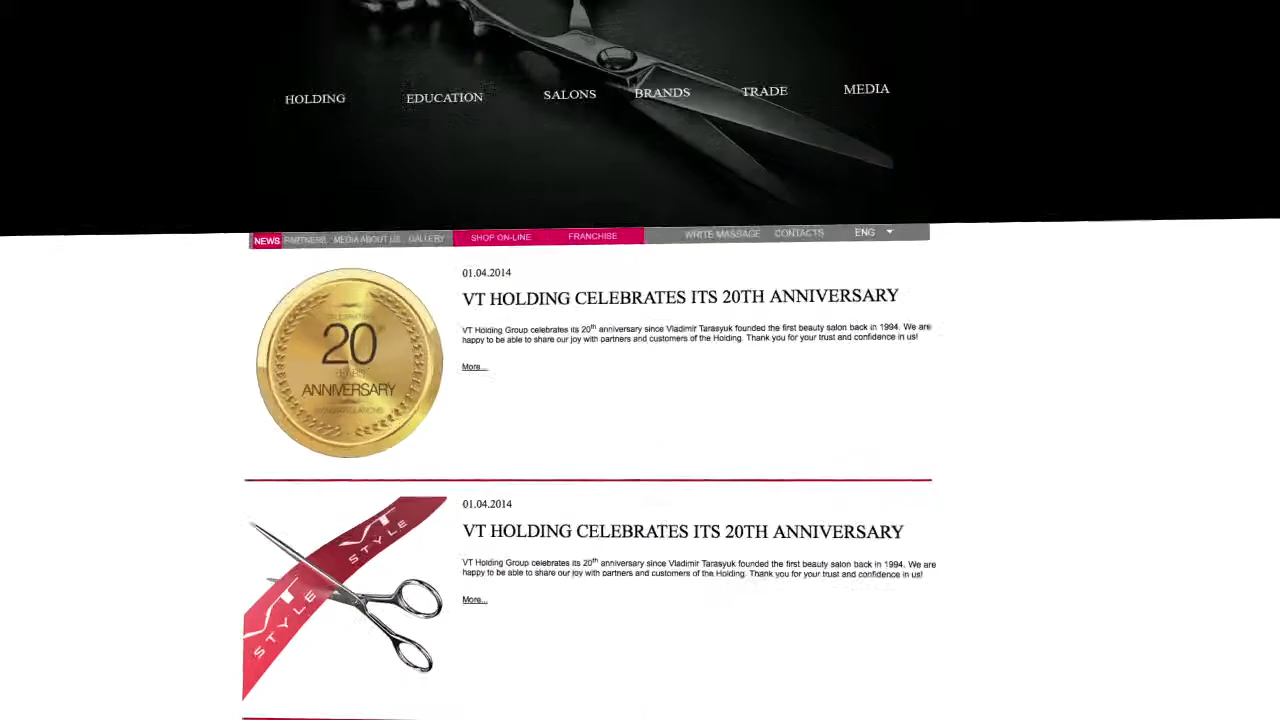 HOLDING EDUCATION SALONS BRANDS TRADE MEDIA
NEWS PARTNERS MEDIA ABOUT US GALLERY SHOP ON-LINE FRANCHISE WRITE MASSAGE CONTACTS ENG
20
ANNIVERSARY
01.04.2014
VT HOLDING CELEBRATES ITS 20TH ANNIVERSARY
VT Holding Group celebrates its 20th anniversary since Vladimir Tarasyuk founded the first beauty salon back in 1994. We are
happy to be able to share our joy with partners and customers of the Holding. Thank you for your trust and confidence in us!
More...
VT
STYLE
VT
STYLE
01.04.2014
VT HOLDING CELEBRATES ITS 20TH ANNIVERSARY
VT Holding Group celebrates its 20th anniversary since Vladimir Tarasyuk founded the first beauty salon back in 1994. We are
happy to be able to share our joy with partners and customers of the Holding. Thank you for your trust and confidence in us!
More...